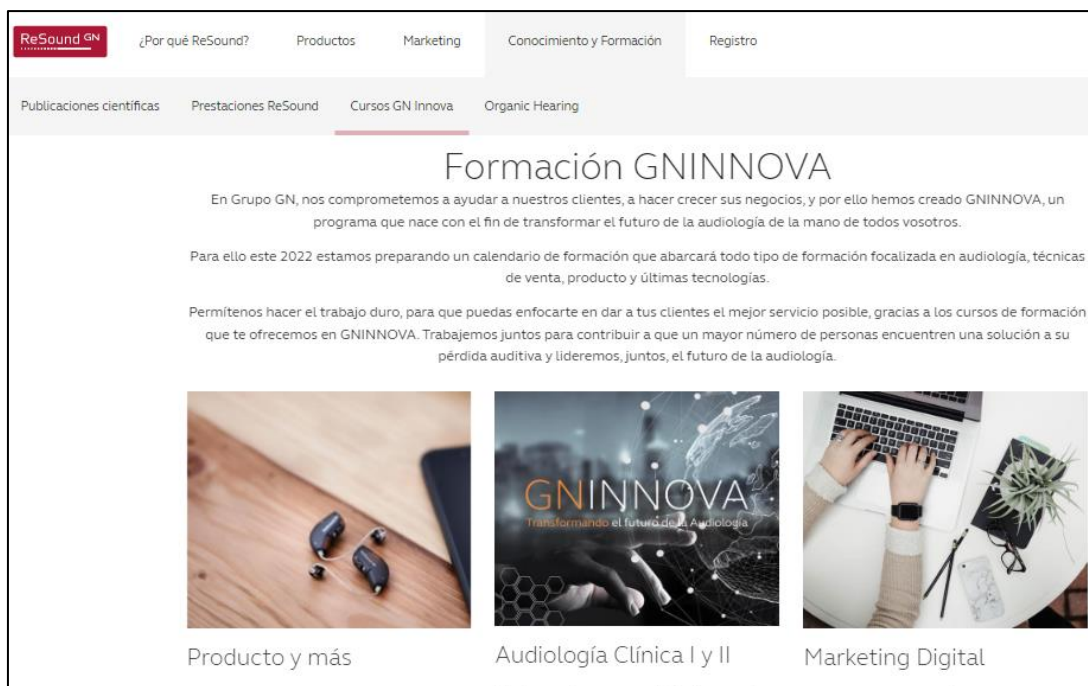 ReSound GN
¿Por qué ReSound?
Productos
Marketing
Conocimiento y Formación
Registro
Publicaciones científicas
Prestaciones ReSound
Cursos GN Innova
Organic Hearing
Formación GNINNOVA
En Grupo GN, nos comprometemos a ayudar a nuestros clientes, a hacer crecer sus negocios, y por ello hemos creado GNINNOVA, un
programa que nace con el fin de transformar el futuro de la audiología de la mano de todos vosotros.
Para ello este 2022 estamos preparando un calendario de formación que abarcará todo tipo de formación focalizada en audiología, técnicas
de venta, producto y últimas tecnologías.
Permítenos hacer el trabajo duro, para que puedas enfocarte en dar a tus clientes el mejor servicio posible, gracias a los cursos de formación
que te ofrecemos en GNINNOVA. Trabajemos juntos para contribuir a que un mayor número de personas encuentren una solución a su
pérdida auditiva y lideremos, juntos, el futuro de la audiología.
GNINNOVA
Transformando el futuro de la Audiología
Producto y más
Audiología Clínica I y II
Marketing Digital